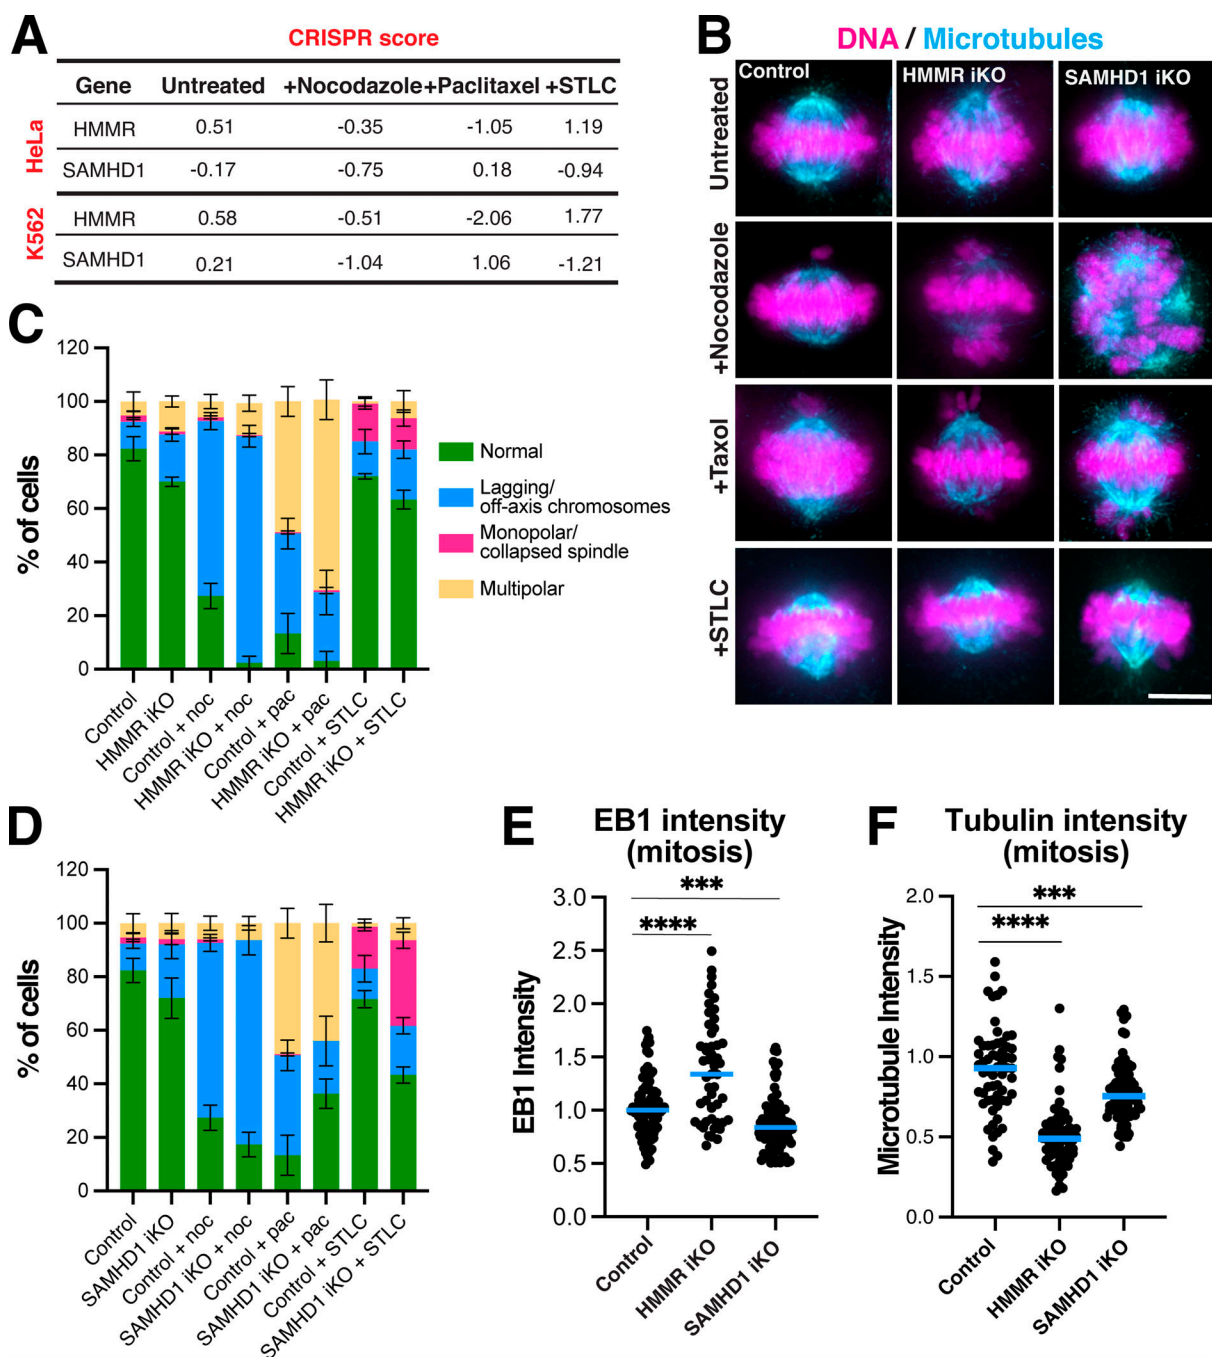 A
CRISPR score
Gene Untreated +Nocodazole +Paclitaxel +STLC
HeLa
HMMR 0.51 -0.35 -1.05 1.19
SAMHD1 -0.17 -0.75 0.18 -0.94
K562
HMMR 0.58 -0.51 -2.06 1.77
SAMHD1 0.21 -1.04 1.06 -1.21
B
DNA / Microtubules
Control HMMR iKO SAMHD1 iKO
Untreated
+Nocodazole
+Taxol
+STLC
C
% of cells
120
100
80
60
40
20
0
Control
HMMR iKO
Control + noc
HMMR iKO + noc
Control + pac
HMMR iKO + pac
Control + STLC
HMMR iKO + STLC
Normal
Lagging/
off-axis chromosomes
Monopolar/
collapsed spindle
Multipolar
D
% of cells
120
100
80
60
40
20
0
Control
SAMHD1 iKO
Control + noc
SAMHD1 iKO + noc
Control + pac
SAMHD1 iKO + pac
Control + STLC
SAMHD1 iKO + STLC
E
EB1 intensity
(mitosis)
EB1 Intensity
3.0
2.5
2.0
1.5
1.0
0.5
0.0
***
****
Control
HMMR iKO
SAMHD1 iKO
F
Tubulin intensity
(mitosis)
Microtubule Intensity
2.0
1.5
1.0
0.5
0.0
***
****
Control
HMMR iKO
SAMHD1 iKO